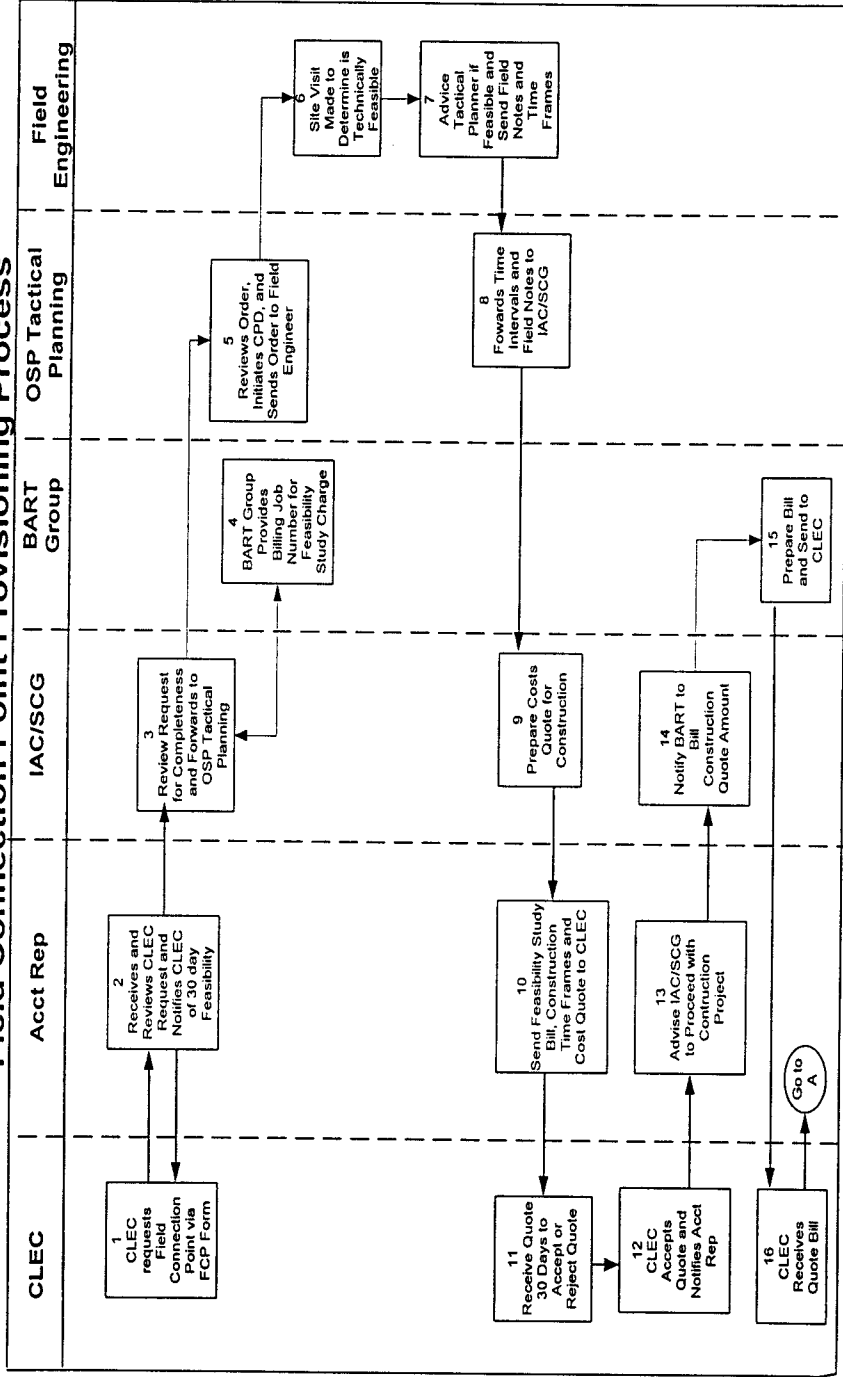 Field Connection Point Provisioning Process
CLEC
Acct Rep
IAC/SCG
BART
Group
OSP Tactical
Planning
Field
Engineering
1
CLEC
requests
Field
Connection
Point via
FCP Form
2
Receives and
Reviews CLEC
Request and
Notifies CLEC
of 30 day
Feasibility
3
Review Request
for Completeness
and Forwards to
OSP Tactical
Planning
4
BART Group
Provides
Billing Job
Number for
Feasibility
Study Charge
5
Reviews Order,
Initiates CPD, and
Sends Order to Field
Engineer
6
Site Visit
Made to
Determine is
Technically
Feasible
7
Advice
Tactical
Planner if
Feasible and
Send Field
Notes and
Time
Frames
8
Fowards Time
Intervals and
Field Notes to
IAC/SCG
9
Prepare Costs
Quote for
Construction
10
Send Feasibility Study
Bill, Construction
Time Frames and
Cost Quote to CLEC
11
Receive Quote
30 Days to
Accept or
Reject Quote
12
CLEC
Accepts
Quote and
Notifies Acct
Rep
13
Advise IAC/SCG
to Proceed with
Contruction
Project
14
Notify BART to
Bill
Construction
Quote Amount
15
Prepare Bill
and Send to
CLEC
16
CLEC
Receives
Quote Bill
Go to
A